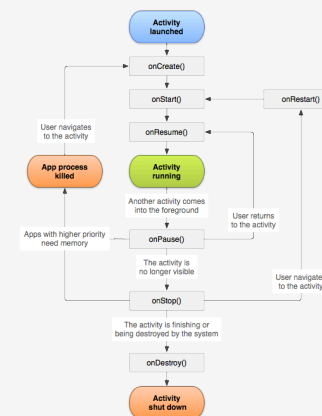 Activity
launched
onCreate()
onStart()
onRestart()
User navigates
to the activity
onResume()
App process
killed
Activity
running
Another activity comes
into the foreground
User returns
to the activity
Apps with higher priority
need memory
onPause()
The activity is
no longer visible
User navigates
to the activity
onStop()
The activity is finishing or
being destroyed by the system
onDestroy()
Activity
shut down